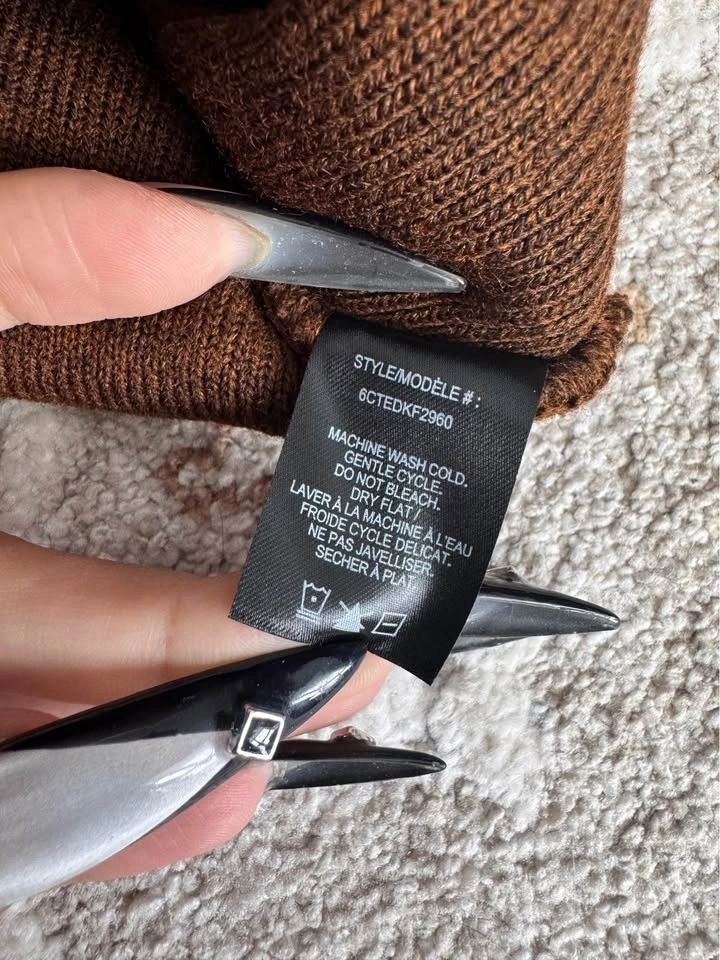 STYLE/MODÈLE #:
6CTEDKF2960
MACHINE WASH COLD.
GENTLE CYCLE.
DO NOT BLEACH.
DRY FLAT /
LAVER À LA MACHINE À L'EAU
FROIDE CYCLE DELICAT.
NE PAS JAVELLISER.
SECHER À PLAT